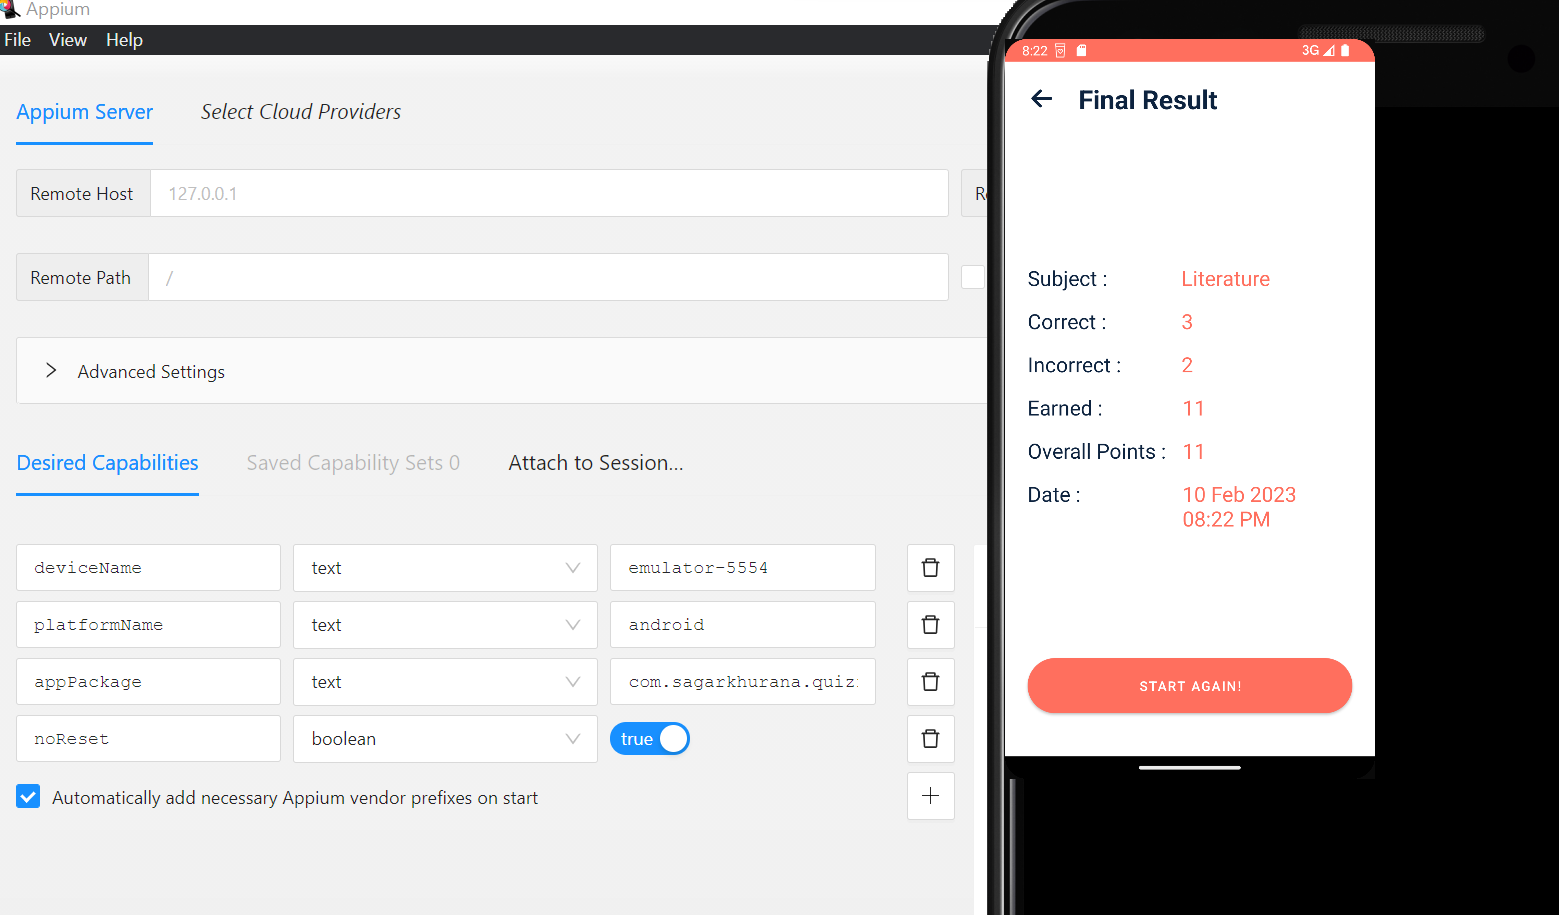 Appium
File View Help
Appium Server
Select Cloud Providers
Remote Host
127.0.0.1
Remote Path
/
Advanced Settings
Desired Capabilities
Saved Capability Sets 0
Attach to Session...
deviceName
text
emulator-5554
platformName
text
android
appPackage
text
com.sagarkhurana.quiz
noReset
boolean
true
Automatically add necessary Appium vendor prefixes on start
8:22
3G
Final Result
Subject : Literature
Correct : 3
Incorrect : 2
Earned : 11
Overall Points : 11
Date : 10 Feb 2023
08:22 PM
START AGAIN!